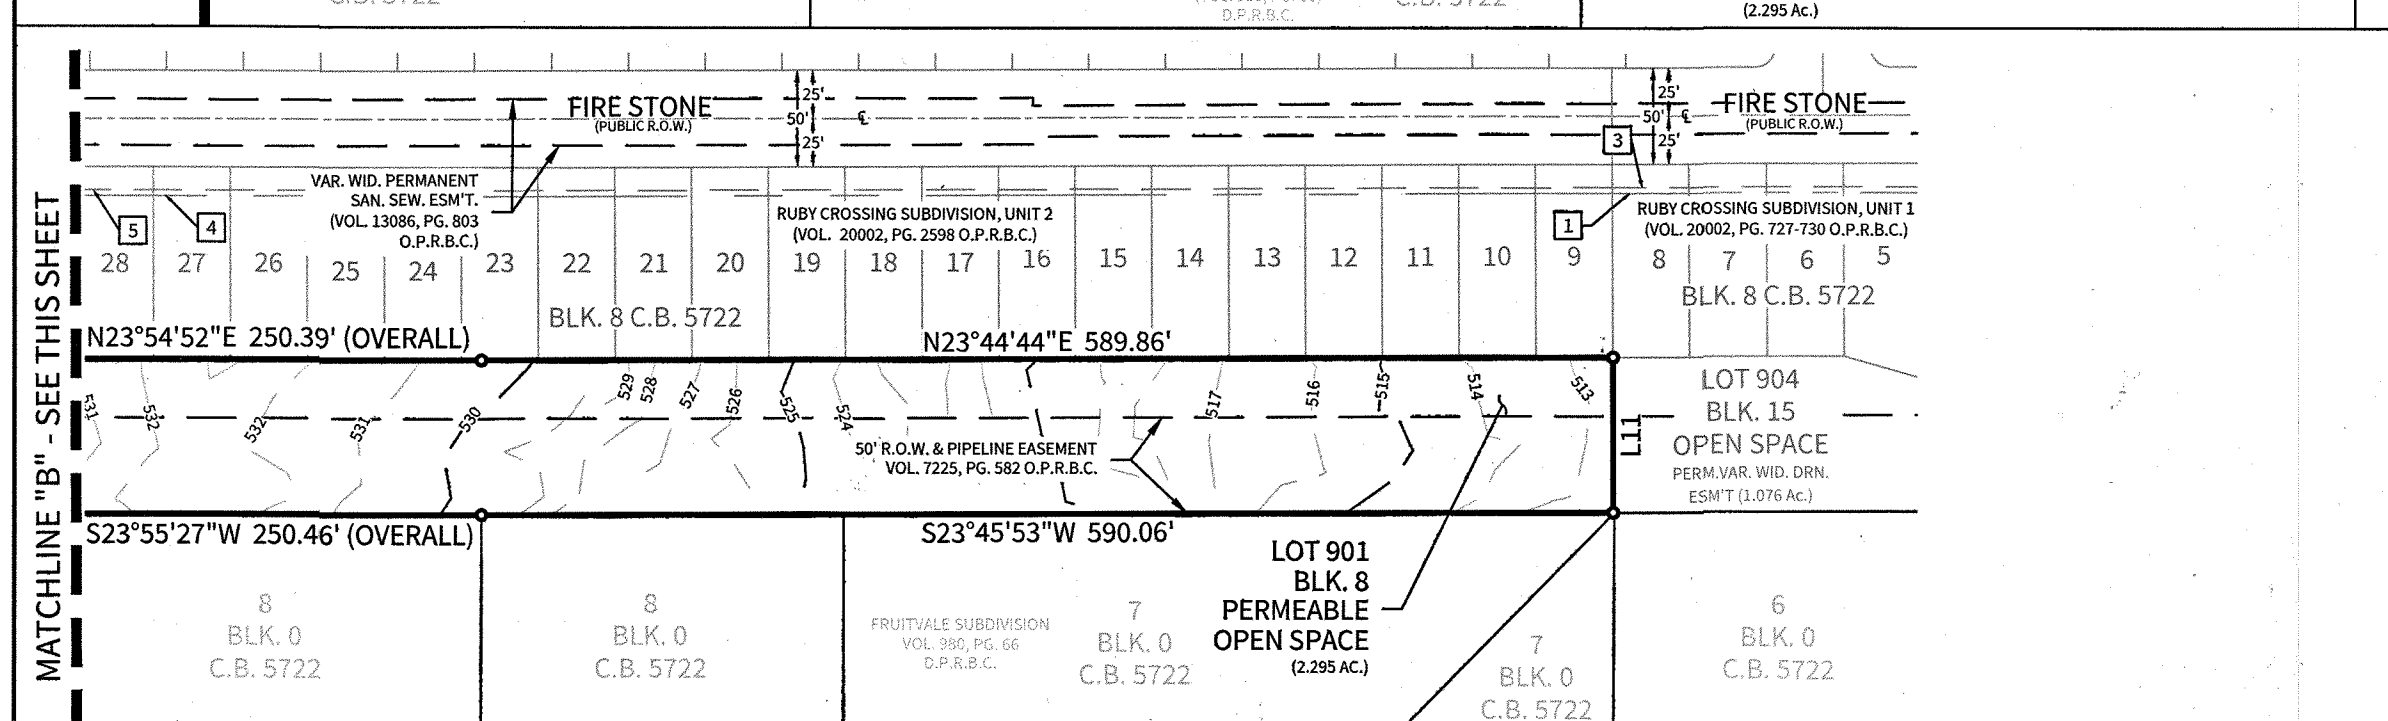 C.B. 5722
D.P.R.B.C.
C.B. 5722
(2.295 Ac.)
MATCHLINE "B" - SEE THIS SHEET
FIRE STONE
(PUBLIC R.O.W.)
25'
50'
25'
℄
FIRE STONE
(PUBLIC R.O.W.)
25'
50'
25'
℄
3
1
5
4
VAR. WID. PERMANENT
SAN. SEW. ESM'T.
(VOL. 13086, PG. 803
O.P.R.B.C.)
RUBY CROSSING SUBDIVISION, UNIT 2
(VOL. 20002, PG. 2598 O.P.R.B.C.)
RUBY CROSSING SUBDIVISION, UNIT 1
(VOL. 20002, PG. 727-730 O.P.R.B.C.)
28 27 26 25 24 23 22 21 20 19 18 17 16 15 14 13 12 11 10 9 8 7 6 5
BLK. 8 C.B. 5722
BLK. 8 C.B. 5722
N23°54'52"E 250.39' (OVERALL)
N23°44'44"E 589.86'
531 532 532 531 530 529 528 527 526 525 524 517 516 515 514 513
50' R.O.W. & PIPELINE EASEMENT
VOL. 7225, PG. 582 O.P.R.B.C.
L11
LOT 904
BLK. 15
OPEN SPACE
PERM.VAR. WID. DRN.
ESM'T (1.076 Ac.)
S23°55'27"W 250.46' (OVERALL)
S23°45'53"W 590.06'
LOT 901
BLK. 8
PERMEABLE
OPEN SPACE
(2.295 AC.)
8
BLK. 0
C.B. 5722
8
BLK. 0
C.B. 5722
FRUITVALE SUBDIVISION
VOL. 980, PG. 66
D.P.R.B.C.
7
BLK. 0
C.B. 5722
7
BLK. 0
C.B. 5722
6
BLK. 0
C.B. 5722